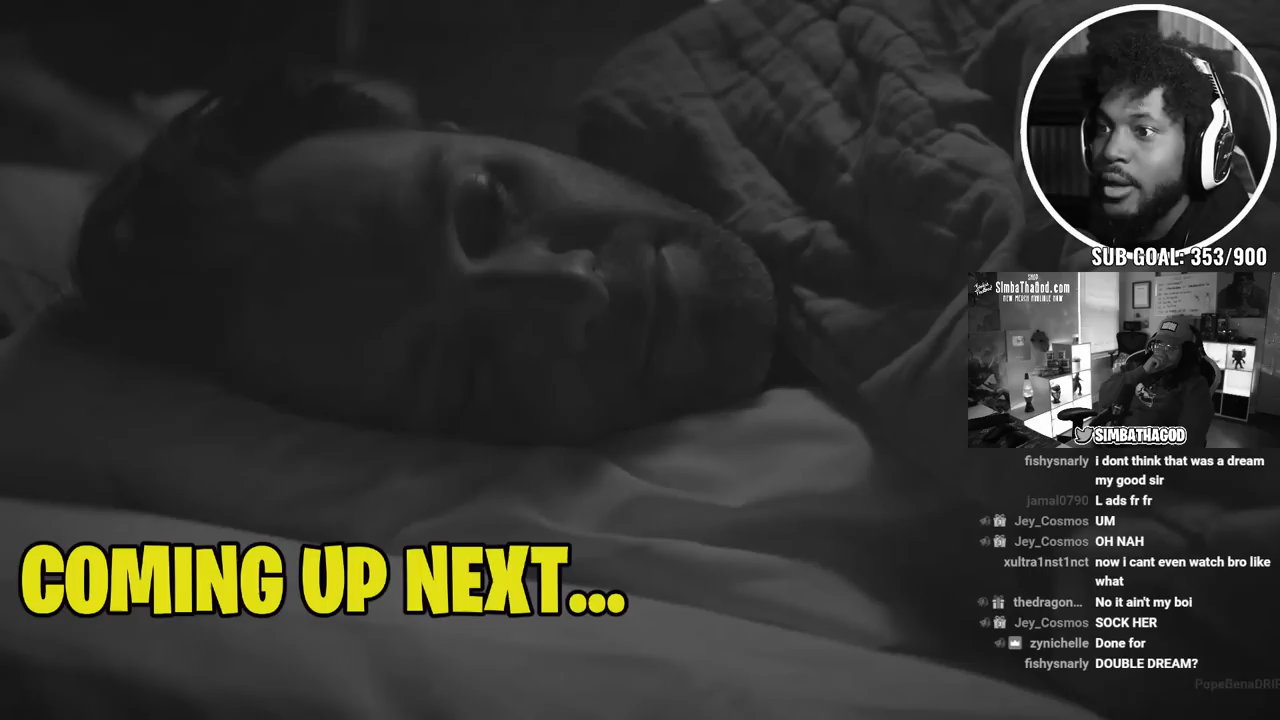 SUB GOAL: 353/900
SHOP
SimbaThaGod.com
NEW MERCH AVAILABLE NOW
SIMBATHAGOD
fishysnarly i dont think that was a dream
my good sir
jamal0790 L ads fr fr
Jey_Cosmos UM
Jey_Cosmos OH NAH
xultra1nst1nct now i cant even watch bro like
what
thedragon... No it ain't my boi
Jey_Cosmos SOCK HER
zynichelle Done for
fishysnarly DOUBLE DREAM?
COMING UP NEXT...